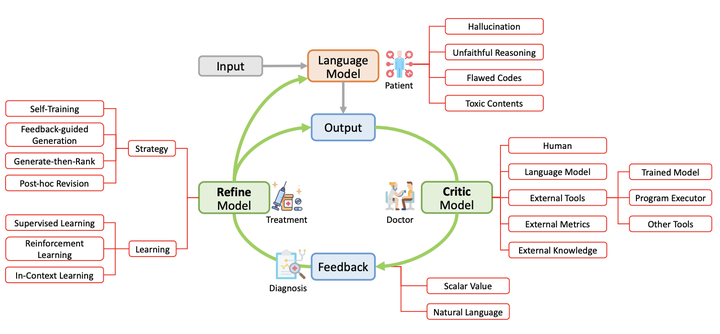 Input
Language
Model
Patient
Hallucination
Unfaithful Reasoning
Flawed Codes
Toxic Contents
Output
Self-Training
Feedback-guided
Generation
Generate-then-Rank
Post-hoc Revision
Strategy
Supervised Learning
Reinforcement
Learning
In-Context Learning
Learning
Refine
Model
Treatment
Doctor
Critic
Model
Human
Language Model
External Tools
External Metrics
External Knowledge
Trained Model
Program Executor
Other Tools
Diagnosis
Feedback
Scalar Value
Natural Language